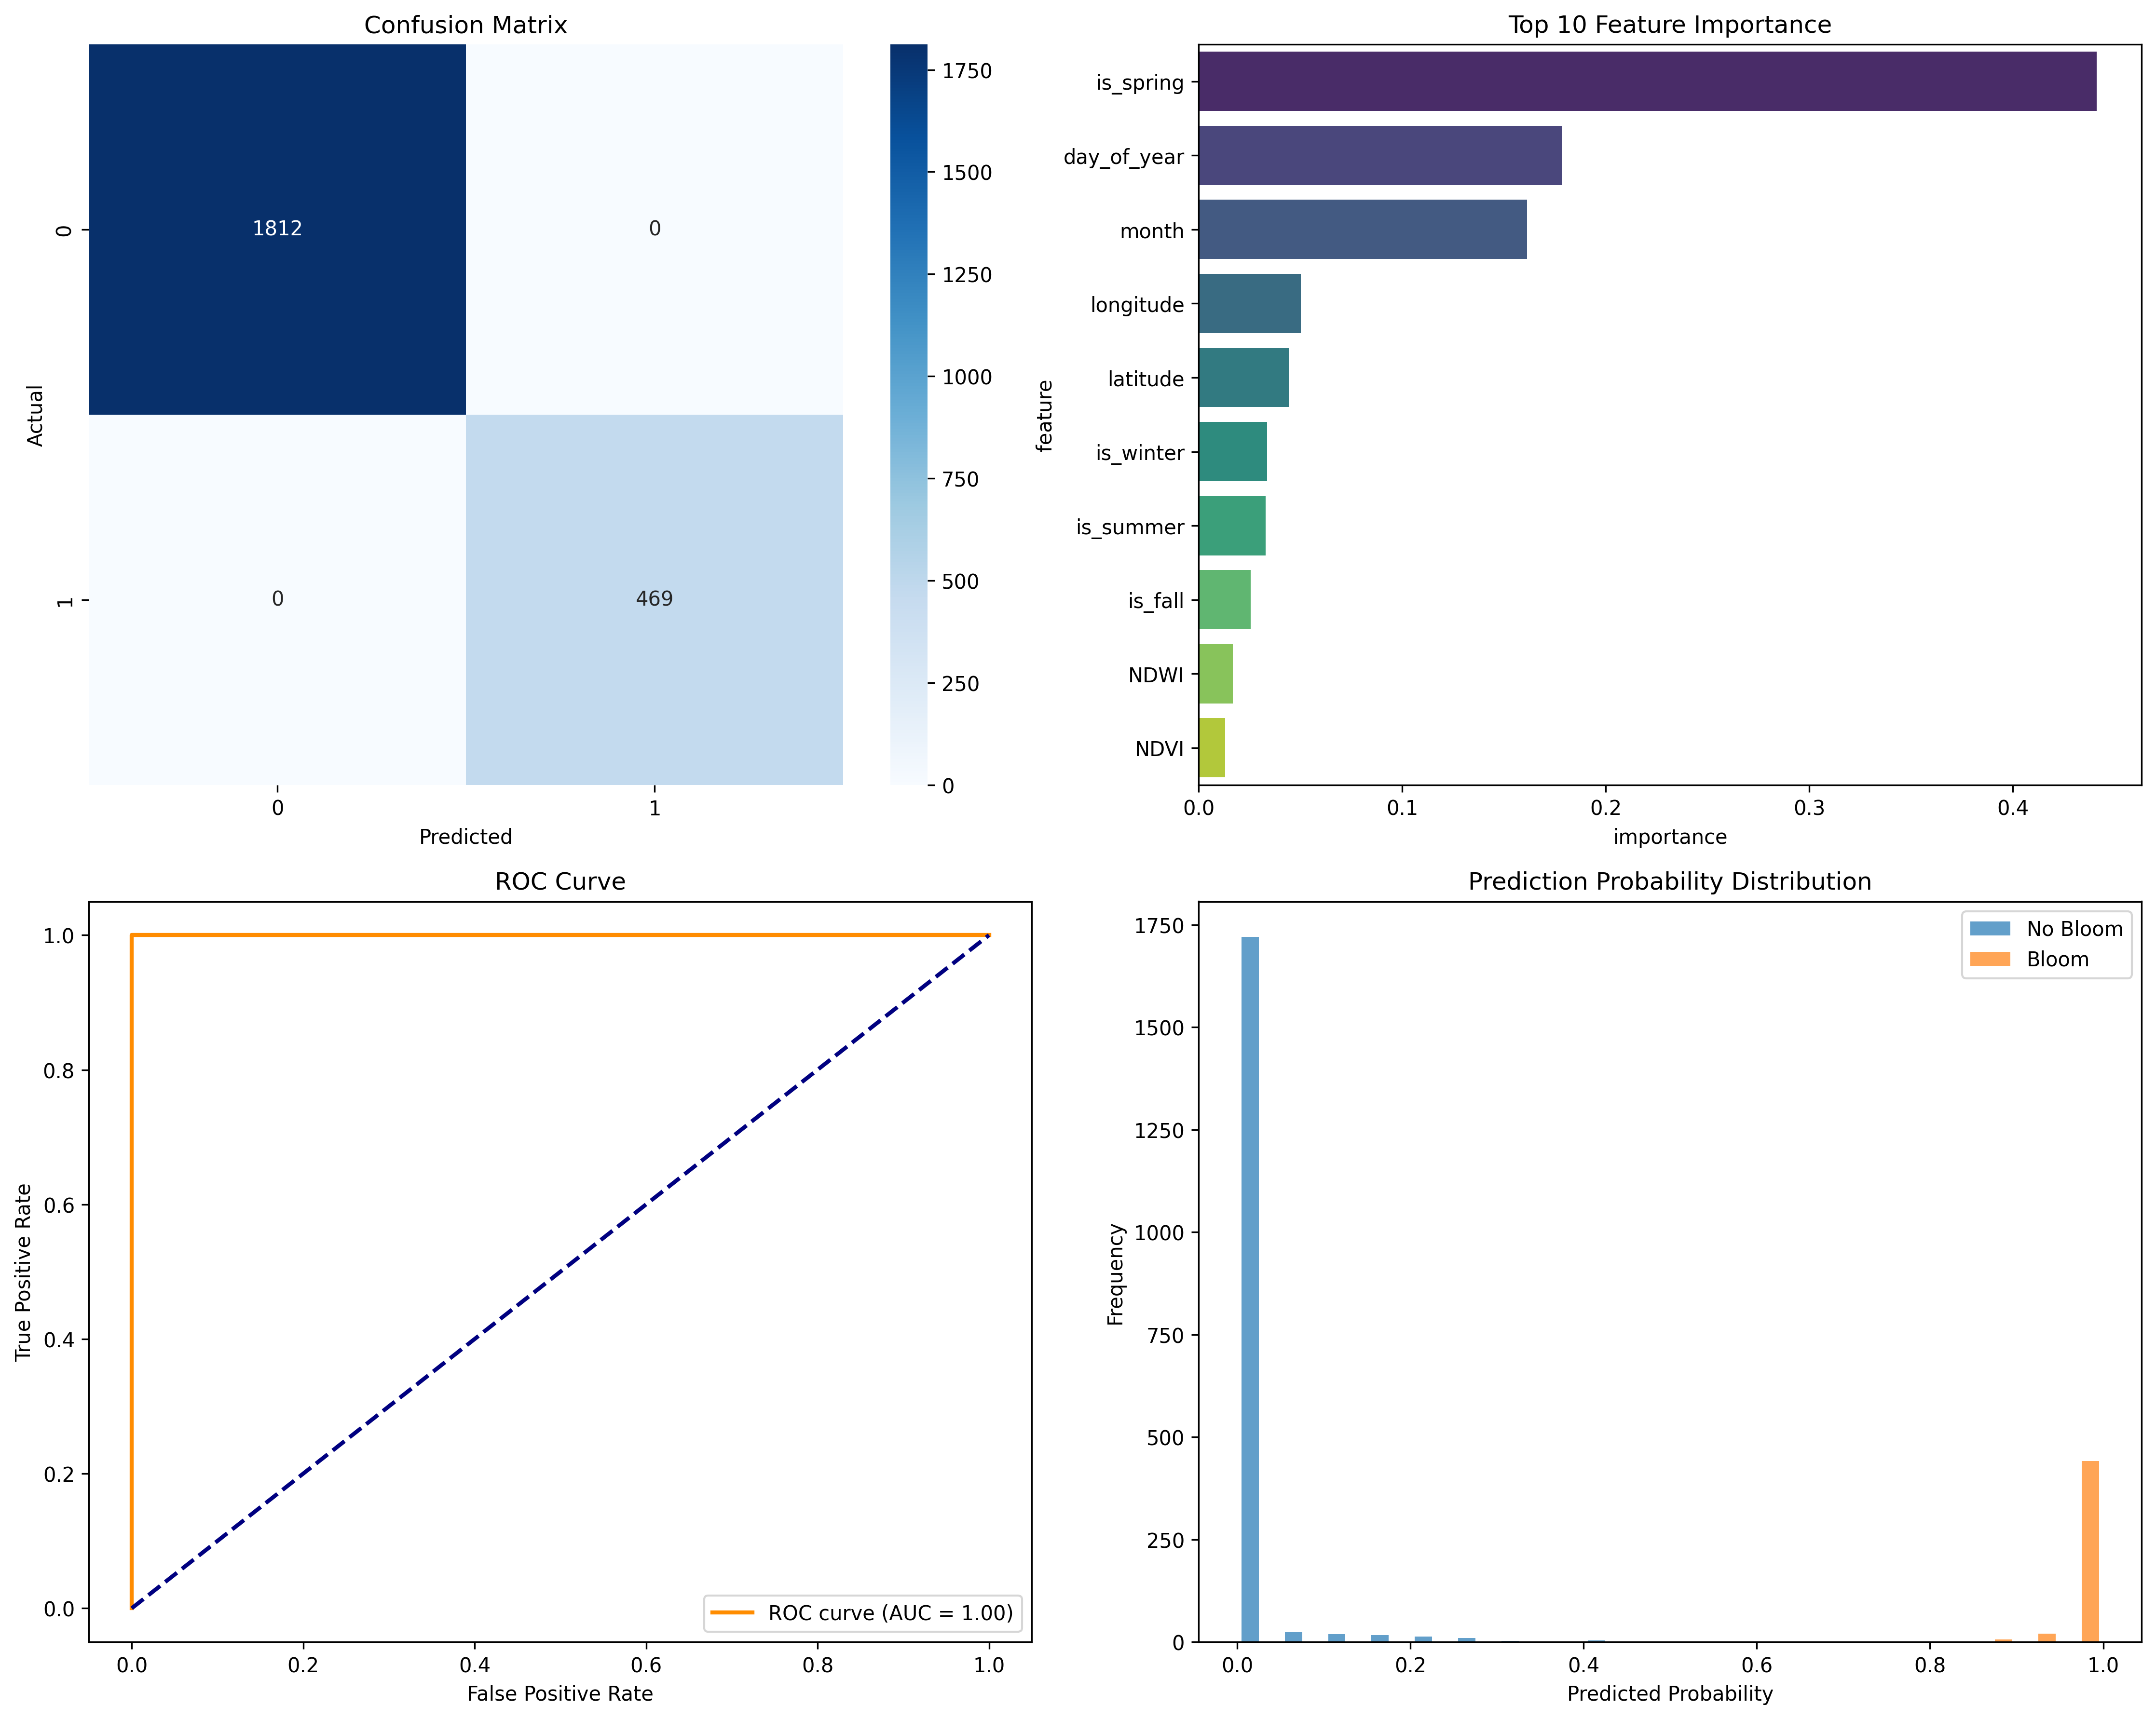 Confusion Matrix
1812
0
0
469
0
1
Actual
0
1
Predicted
1750
1500
1250
1000
750
500
250
0
Top 10 Feature Importance
is_spring
day_of_year
month
longitude
latitude
is_winter
is_summer
is_fall
NDWI
NDVI
feature
0.0
0.1
0.2
0.3
0.4
importance
ROC Curve
1.0
0.8
0.6
0.4
0.2
0.0
True Positive Rate
ROC curve (AUC = 1.00)
0.0
0.2
0.4
0.6
0.8
1.0
False Positive Rate
Prediction Probability Distribution
No Bloom
Bloom
1750
1500
1250
1000
750
500
250
0
Frequency
0.0
0.2
0.4
0.6
0.8
1.0
Predicted Probability